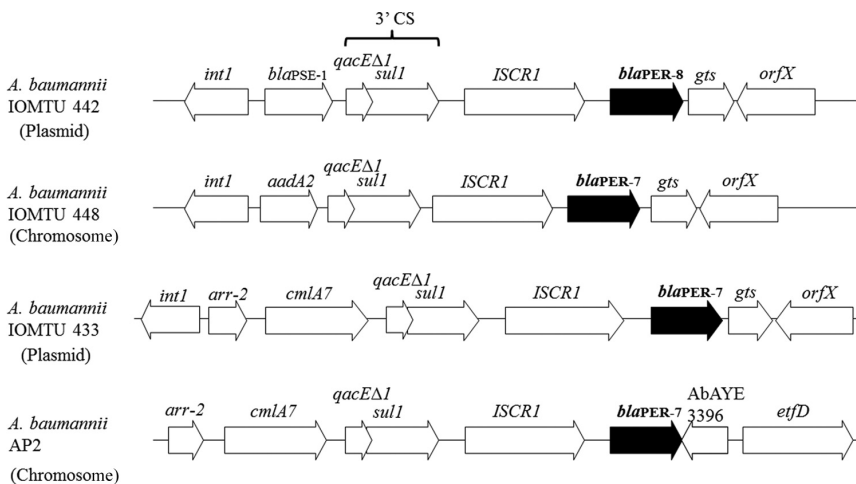 3' CS
qacEΔ1
int1 blaPSE-1 sul1 ISCR1 blaPER-8 gts orfX
A. baumannii
IOMTU 442
(Plasmid)
qacEΔ1
int1 aadA2 sul1 ISCR1 blaPER-7 gts orfX
A. baumannii
IOMTU 448
(Chromosome)
qacEΔ1
int1 arr-2 cmlA7 sul1 ISCR1 blaPER-7 gts orfX
A. baumannii
IOMTU 433
(Plasmid)
qacEΔ1 AbAYE
arr-2 cmlA7 sul1 ISCR1 blaPER-7 3396 etfD
A. baumannii
AP2
(Chromosome)